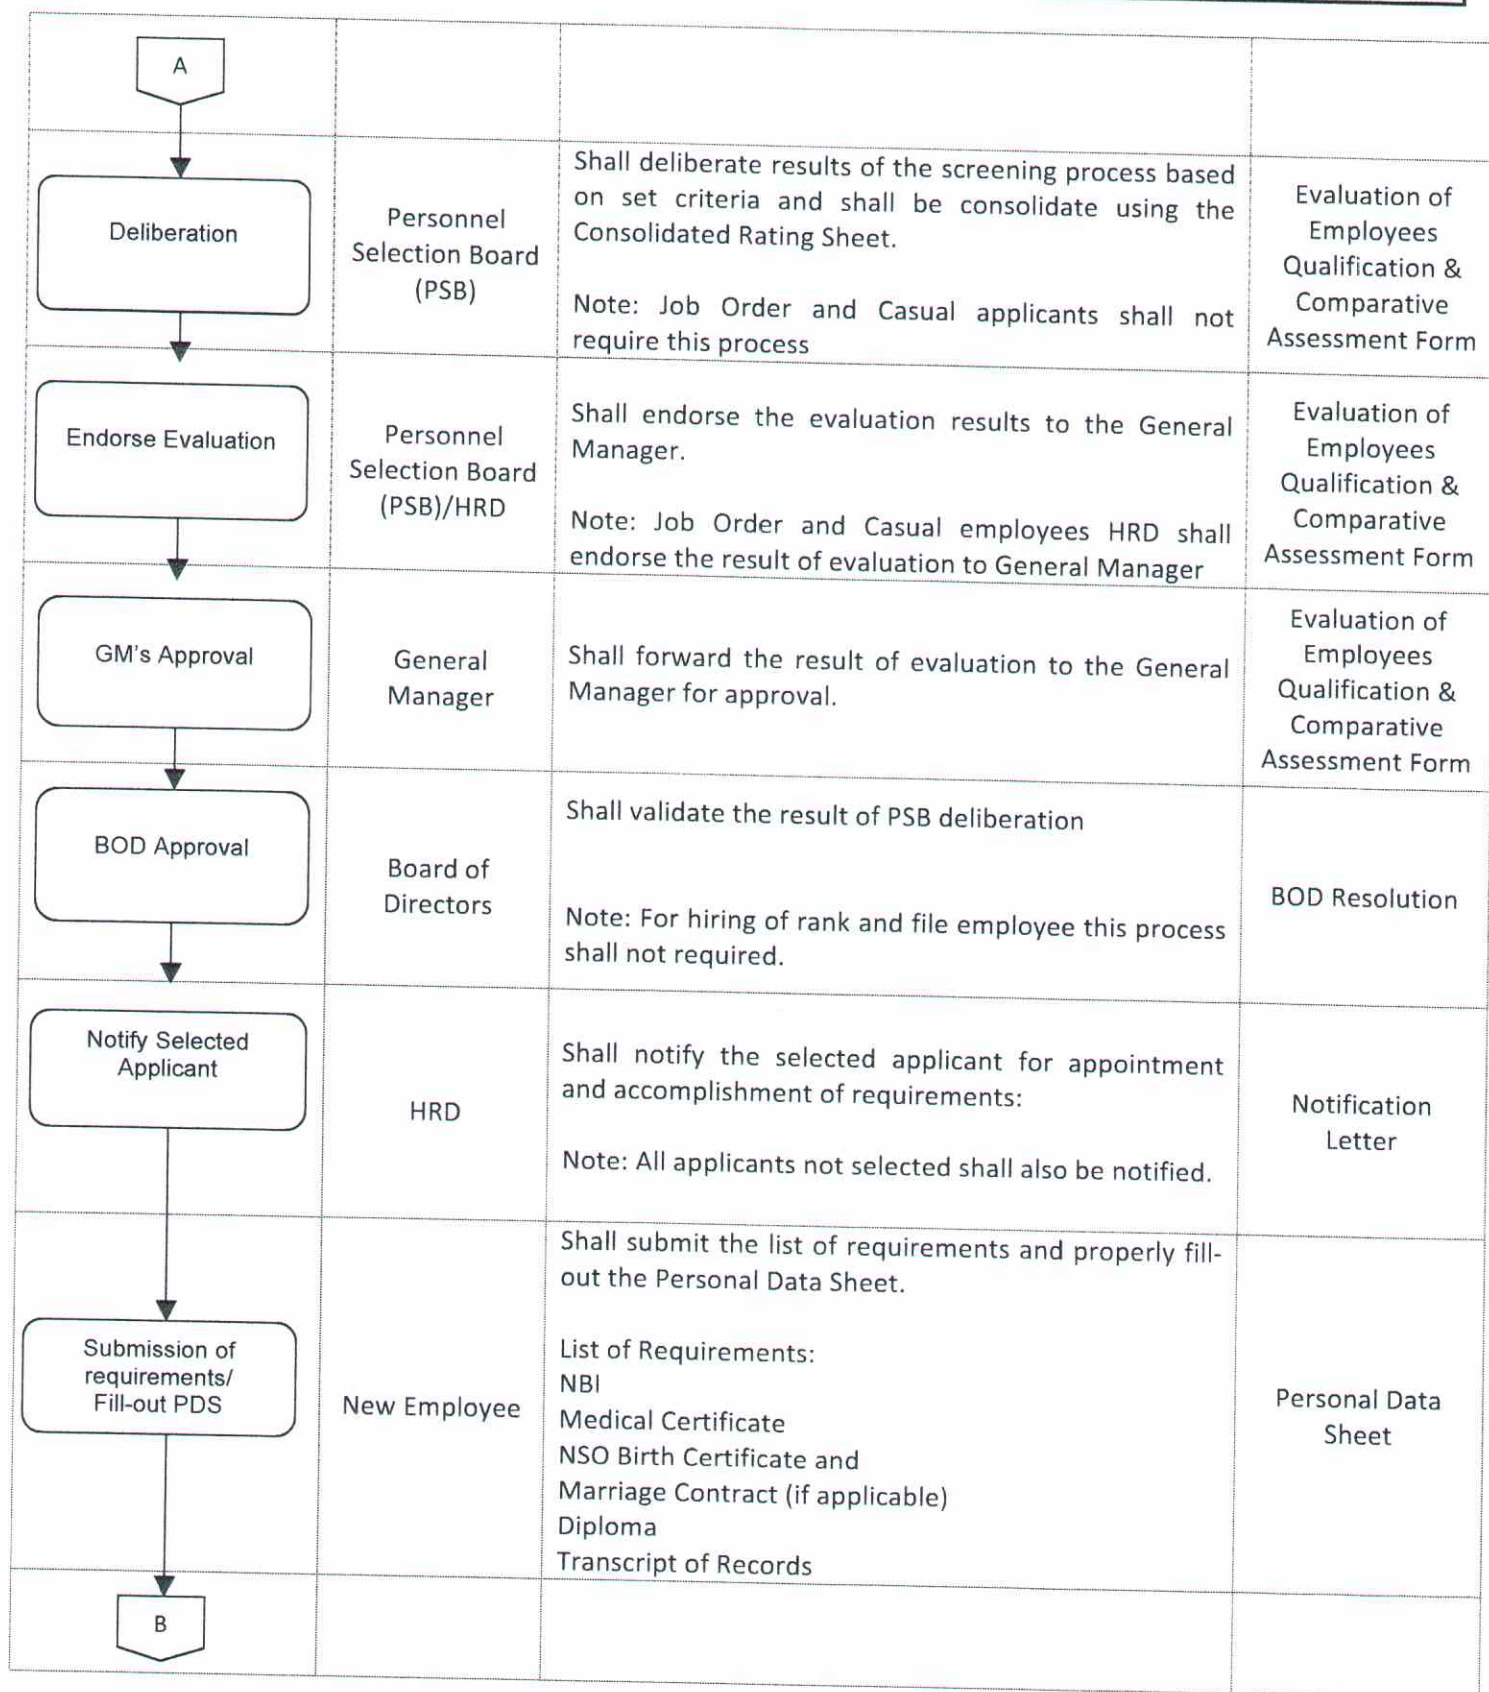 A
Deliberation
Personnel
Selection Board
(PSB)
Shall deliberate results of the screening process based
on set criteria and shall be consolidate using the
Consolidated Rating Sheet.
Note: Job Order and Casual applicants shall not
require this process
Evaluation of
Employees
Qualification &
Comparative
Assessment Form
Endorse Evaluation
Personnel
Selection Board
(PSB)/HRD
Shall endorse the evaluation results to the General
Manager.
Note: Job Order and Casual employees HRD shall
endorse the result of evaluation to General Manager
Evaluation of
Employees
Qualification &
Comparative
Assessment Form
GM's Approval
General
Manager
Shall forward the result of evaluation to the General
Manager for approval.
Evaluation of
Employees
Qualification &
Comparative
Assessment Form
BOD Approval
Board of
Directors
Shall validate the result of PSB deliberation
Note: For hiring of rank and file employee this process
shall not required.
BOD Resolution
Notify Selected
Applicant
HRD
Shall notify the selected applicant for appointment
and accomplishment of requirements:
Note: All applicants not selected shall also be notified.
Notification
Letter
Submission of
requirements/
Fill-out PDS
New Employee
Shall submit the list of requirements and properly fill-
out the Personal Data Sheet.
List of Requirements:
NBI
Medical Certificate
NSO Birth Certificate and
Marriage Contract (if applicable)
Diploma
Transcript of Records
Personal Data
Sheet
B